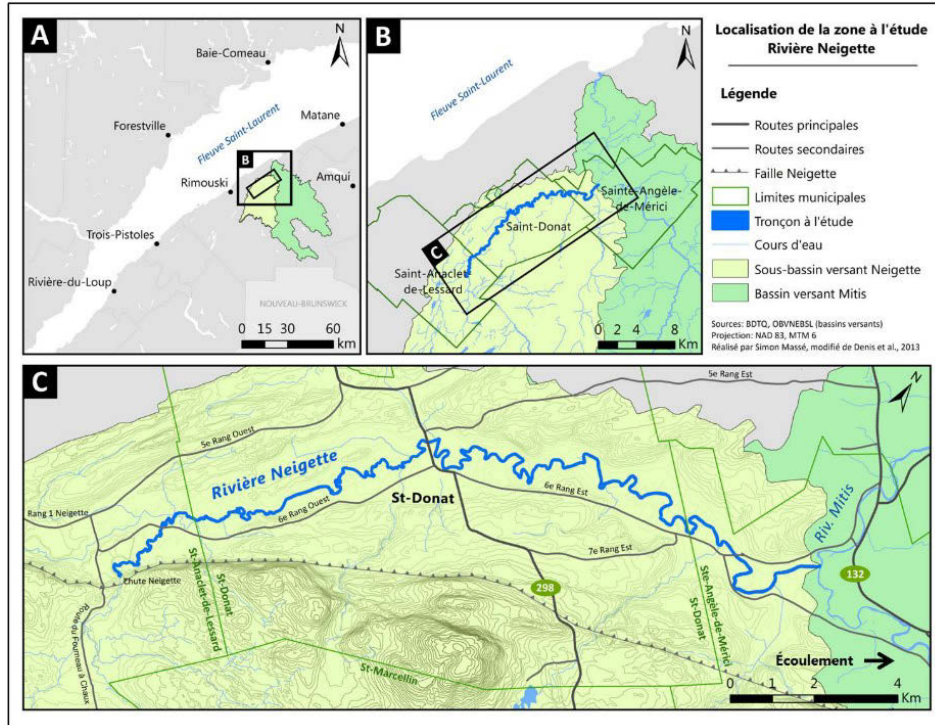 A
N
Baie-Comeau
Forestville
Fleuve Saint-Laurent
Matane
B
Rimouski
Amqui
Trois-Pistoles
Rivière-du-Loup
NOUVEAU-BRUNSWICK
0 15 30 60
Km
B
N
Fleuve Saint-Laurent
Sainte-Angèle-
de-Mérici
Saint-Donat
C
Saint-Anaclet
de-Lessard
0 2 4 8
Km
Localisation de la zone à l'étude
Rivière Neigette
Légende
Routes principales
Routes secondaires
Faille Neigette
Limites municipales
Tronçon à l'étude
Cours d'eau
Sous-bassin versant Neigette
Bassin versant Mitis
Sources: BDTQ, OBVNEBSL (bassins versants)
Projection: NAD 83, MTM 6
Réalisé par Simon Massé, modifié de Denis et al., 2013
C
N
5e Rang Est
5e Rang Ouest
Rivière Neigette
St-Donat
6e Rang Est
6e Rang Ouest
Rang 1 Neigette
7e Rang Est
Riv. Mitis
Chute Neigette
Route du Fourneau à Chaux
St-Donat
St-Anaclet-de-Lessard
298
132
Ste-Angèle-de-Mérici
St-Donat
St-Marcellin
Écoulement
0 1 2 4
Km